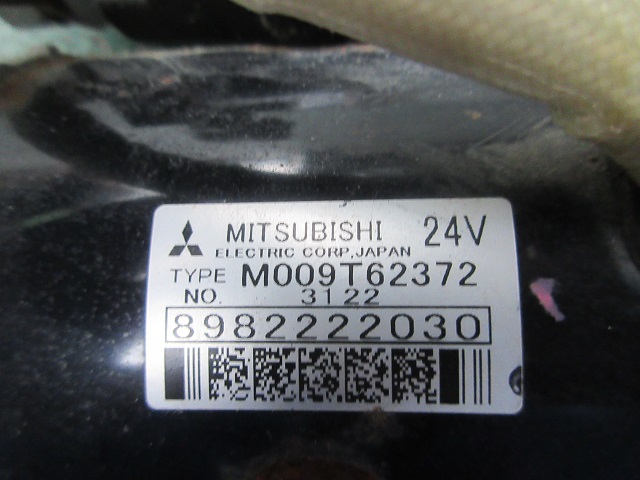 MITSUBISHI 24V
ELECTRIC CORP,JAPAN
TYPE M009T62372
NO. 3122
8982222030